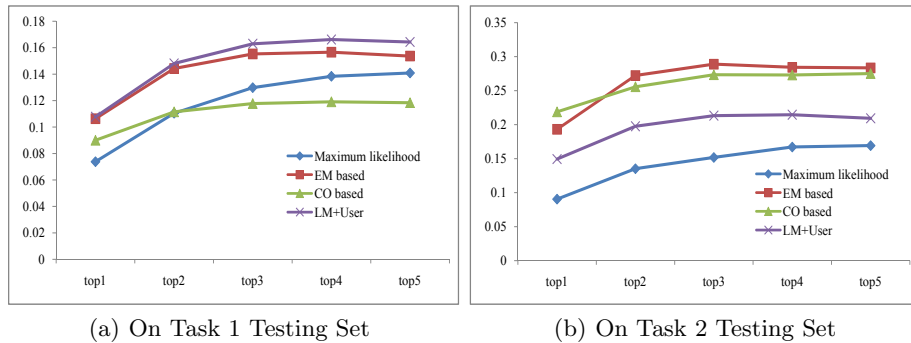 0.18
0.16
0.14
0.12
0.1
0.08
0.06
0.04
0.02
0
Maximum likelihood
EM based
CO based
LM+User
top1 top2 top3 top4 top5
(a) On Task 1 Testing Set
0.35
0.3
0.25
0.2
0.15
0.1
0.05
0
Maximum likelihood
EM based
CO based
LM+User
top1 top2 top3 top4 top5
(b) On Task 2 Testing Set